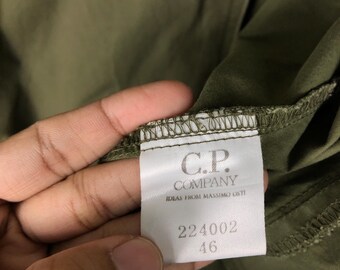 C.P.
COMPANY
IDEAS FROM MASSIMO OSTI
224002
46